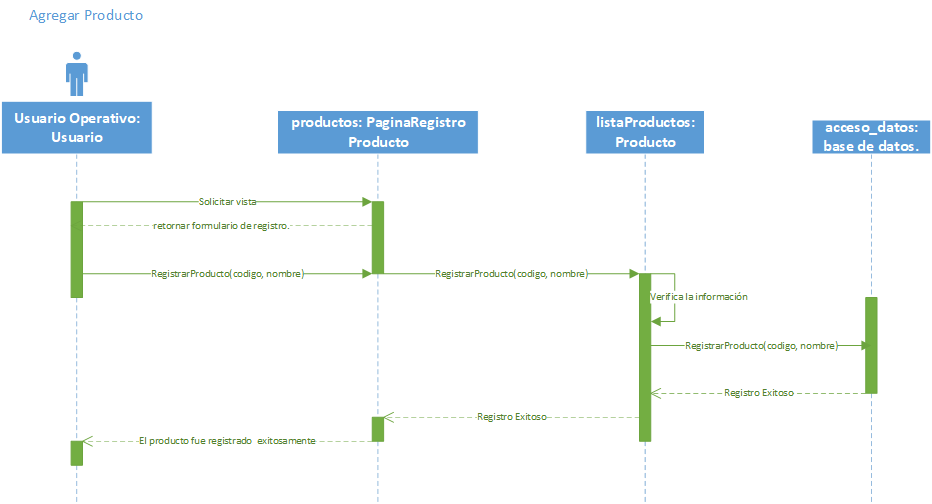 Agregar Producto
Usuario Operativo:
Usuario
productos: PaginaRegistro
Producto
listaProductos:
Producto
acceso_datos:
base de datos.
Solicitar vista
retornar formulario de registro.
RegistrarProducto(codigo, nombre)
RegistrarProducto(codigo, nombre)
Verifica la información
RegistrarProducto(codigo, nombre)
Registro Exitoso
Registro Exitoso
El producto fue registrado exitosamente